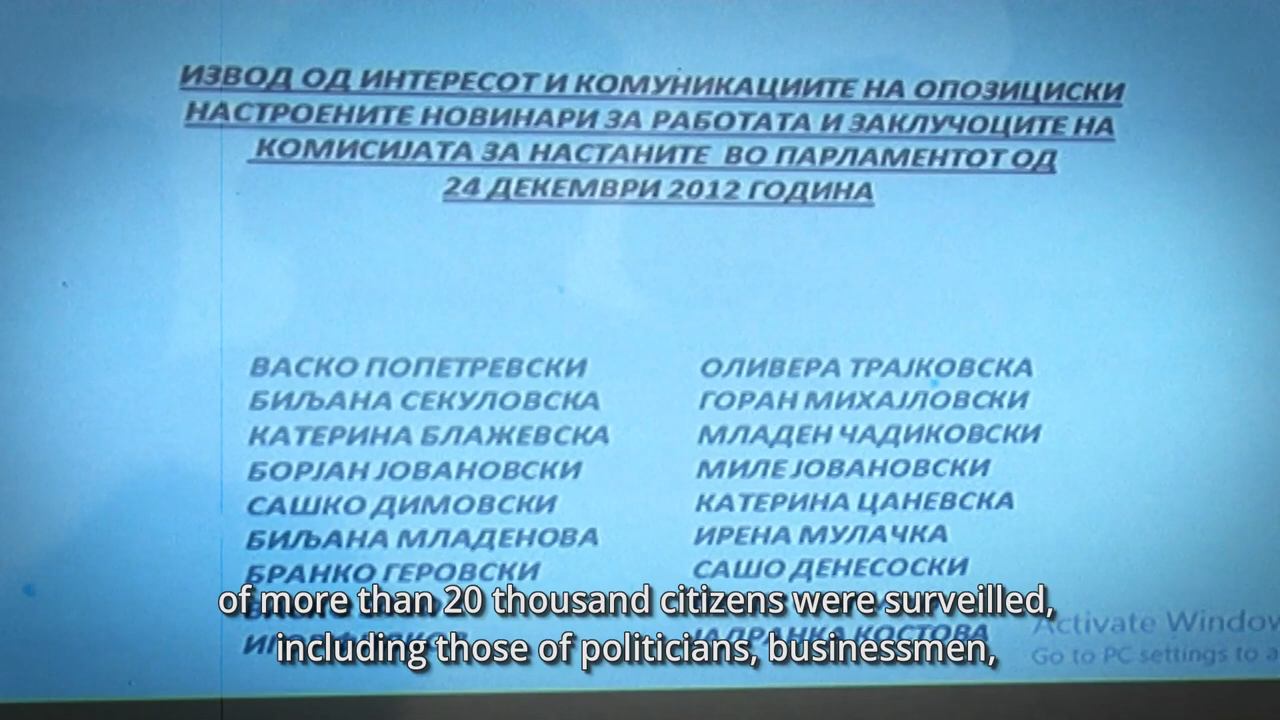 ИЗВОД ОД ИНТЕРЕСОТ И КОМУНИКАЦИИТЕ НА ОПОЗИЦИСКИ
НАСТРОЕНИТЕ НОВИНАРИ ЗА РАБОТАТА И ЗАКЛУЧОЦИТЕ НА
КОМИСИЈАТА ЗА НАСТАНИТЕ ВО ПАРЛАМЕНТОТ ОД
24 ДЕКЕМВРИ 2012 ГОДИНА
ВАСКО ПОПЕТРЕВСКИ ОЛИВЕРА ТРАЈКОВСКА
БИЉАНА СЕКУЛОВСКА ГОРАН МИХАЈЛОВСКИ
КАТЕРИНА БЛАЖЕВСКА МЛАДЕН ЧАДИКОВСКИ
БОРЈАН ЈОВАНОВСКИ МИЛЕ ЈОВАНОВСКИ
САШКО ДИМОВСКИ КАТЕРИНА ЦАНЕВСКА
БИЉАНА МЛАДЕНОВА ИРЕНА МУЛАЧКА
БРАНКО ГЕРОВСКИ САШО ДЕНЕСОСКИ
of more than 20 thousand citizens were surveilled,
КОСТОВА
including those of politicians, businessmen,
Activate Window
Go to PC settings to a